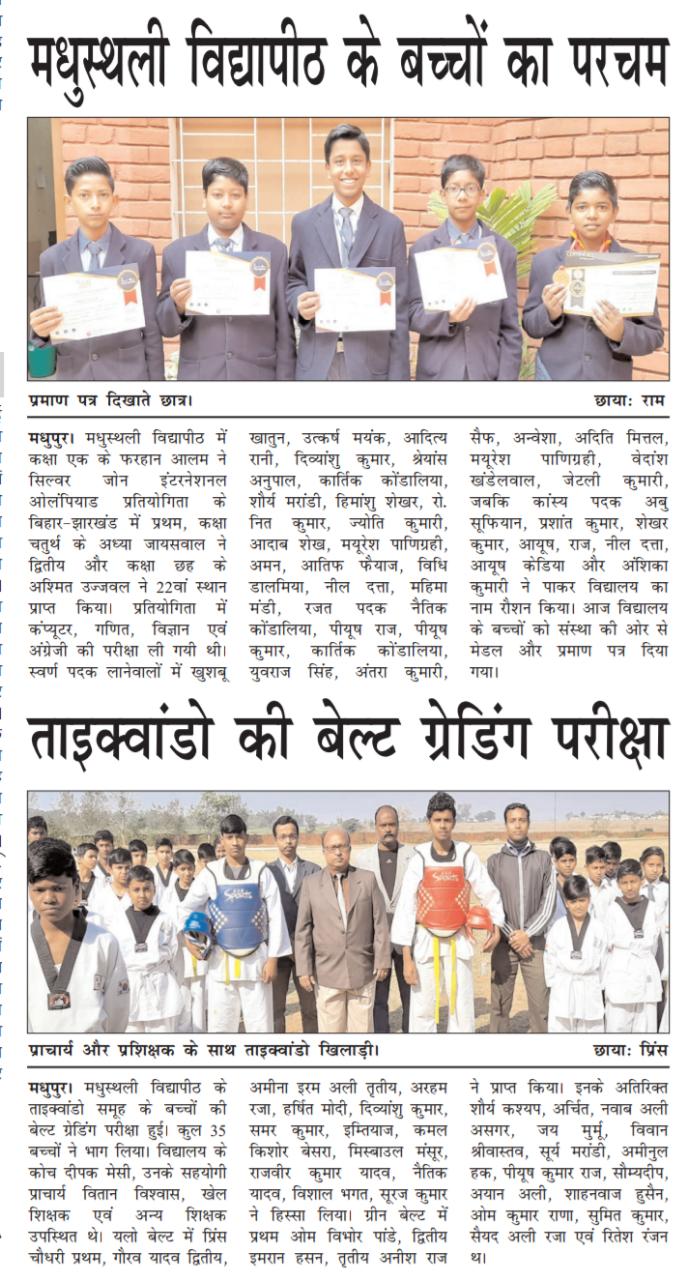 मधुस्थली विद्यापीठ के बच्चों का परचम
प्रमाण पत्र दिखाते छात्र।
छाया: राम
मधुपुर। मधुस्थली विद्यापीठ में
कक्षा एक के फरहान आलम ने
सिल्वर जोन इंटरनेशनल
ओलंपियाड प्रतियोगिता के
बिहार-झारखंड में प्रथम, कक्षा
चतुर्थ के अध्या जायसवाल ने
द्वितीय और कक्षा छह के
अश्मित उज्जवल ने 22वां स्थान
प्राप्त किया। प्रतियोगिता में
कंप्यूटर, गणित, विज्ञान एवं
अंग्रेजी की परीक्षा ली गयी थी।
स्वर्ण पदक लानेवालों में खुशबू
खातुन, उत्कर्ष मयंक, आदित्य
रानी, दिव्यांशु कुमार, श्रेयांस
अनुपाल, कार्तिक कोंडालिया,
शौर्य मरांडी, हिमांशु शेखर, रो.
नित कुमार, ज्योति कुमारी,
आदाब शेख, मयूरेश पाणिग्रही,
अमन, आतिफ फैयाज, विधि
डालमिया, नील दत्ता, महिमा
मंडी, रजत पदक नैतिक
कोंडालिया, पीयूष राज, पीयूष
कुमार, कार्तिक कोंडालिया,
युवराज सिंह, अंतरा कुमारी,
सैफ, अन्वेशा, अदिति मित्तल,
मयूरेश पाणिग्रही, वेदांश
खंडेलवाल, जेटली कुमारी,
जबकि कांस्य पदक अबु
सूफियान, प्रशांत कुमार, शेखर
कुमार, आयूष, राज, नील दत्ता,
आयूष केडिया और अंशिका
कुमारी ने पाकर विद्यालय का
नाम रौशन किया। आज विद्यालय
के बच्चों को संस्था की ओर से
मेडल और प्रमाण पत्र दिया
गया।
ताइक्वांडो की बेल्ट ग्रेडिंग परीक्षा
प्राचार्य और प्रशिक्षक के साथ ताइक्वांडो खिलाड़ी।
छाया: प्रिंस
मधुपुर। मधुस्थली विद्यापीठ के
ताइक्वांडो समूह के बच्चों की
बेल्ट ग्रेडिंग परीक्षा हुई। कुल 35
बच्चों ने भाग लिया। विद्यालय के
कोच दीपक मेसी, उनके सहयोगी
प्राचार्य वितान विश्वास, खेल
शिक्षक एवं अन्य शिक्षक
उपस्थित थे। यलो बेल्ट में प्रिंस
चौधरी प्रथम, गौरव यादव द्वितीय,
अमीना इरम अली तृतीय, अरहम
रजा, हर्षित मोदी, दिव्यांशु कुमार,
समर कुमार, इम्तियाज, कमल
किशोर बेसरा, मिस्बाउल मंसूर,
राजवीर कुमार यादव, नैतिक
यादव, विशाल भगत, सूरज कुमार
ने हिस्सा लिया। ग्रीन बेल्ट में
प्रथम ओम विभोर पांडे, द्वितीय
इमरान हसन, तृतीय अनीश राज
ने प्राप्त किया। इनके अतिरिक्त
शौर्य कश्यप, अर्चित, नवाब अली
असगर, जय मुर्मू, विवान
श्रीवास्तव, सूर्य मरांडी, अमीनुल
हक, पीयूष कुमार राज, सौम्यदीप,
अयान अली, शाहनवाज हुसैन,
ओम कुमार राणा, सुमित कुमार,
सैयद अली रजा एवं रितेश रंजन
थ।